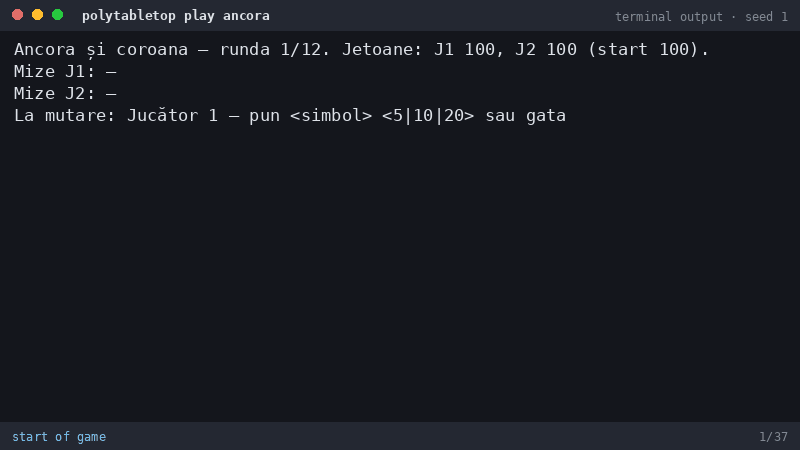 polytabletop play ancora
terminal output · seed 1
Ancora și coroana — runda 1/12. Jetoane: J1 100, J2 100 (start 100).
Mize J1: —
Mize J2: —
La mutare: Jucător 1 — pun <simbol> <5|10|20> sau gata
start of game
1/37